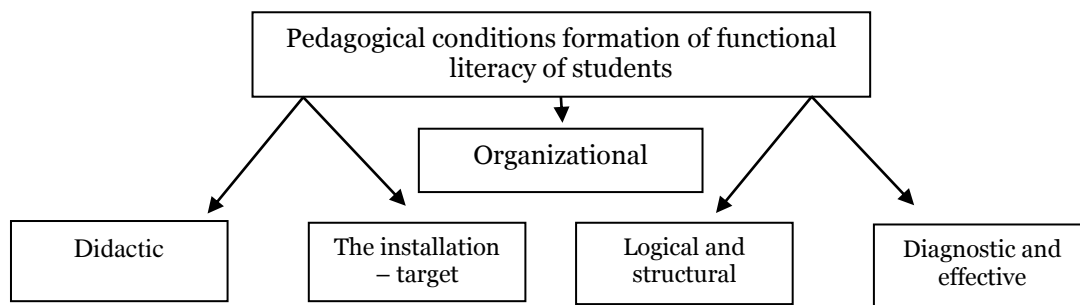 Pedagogical conditions formation of functional
literacy of students
Organizational
Didactic
The installation
– target
Logical and
structural
Diagnostic and
effective